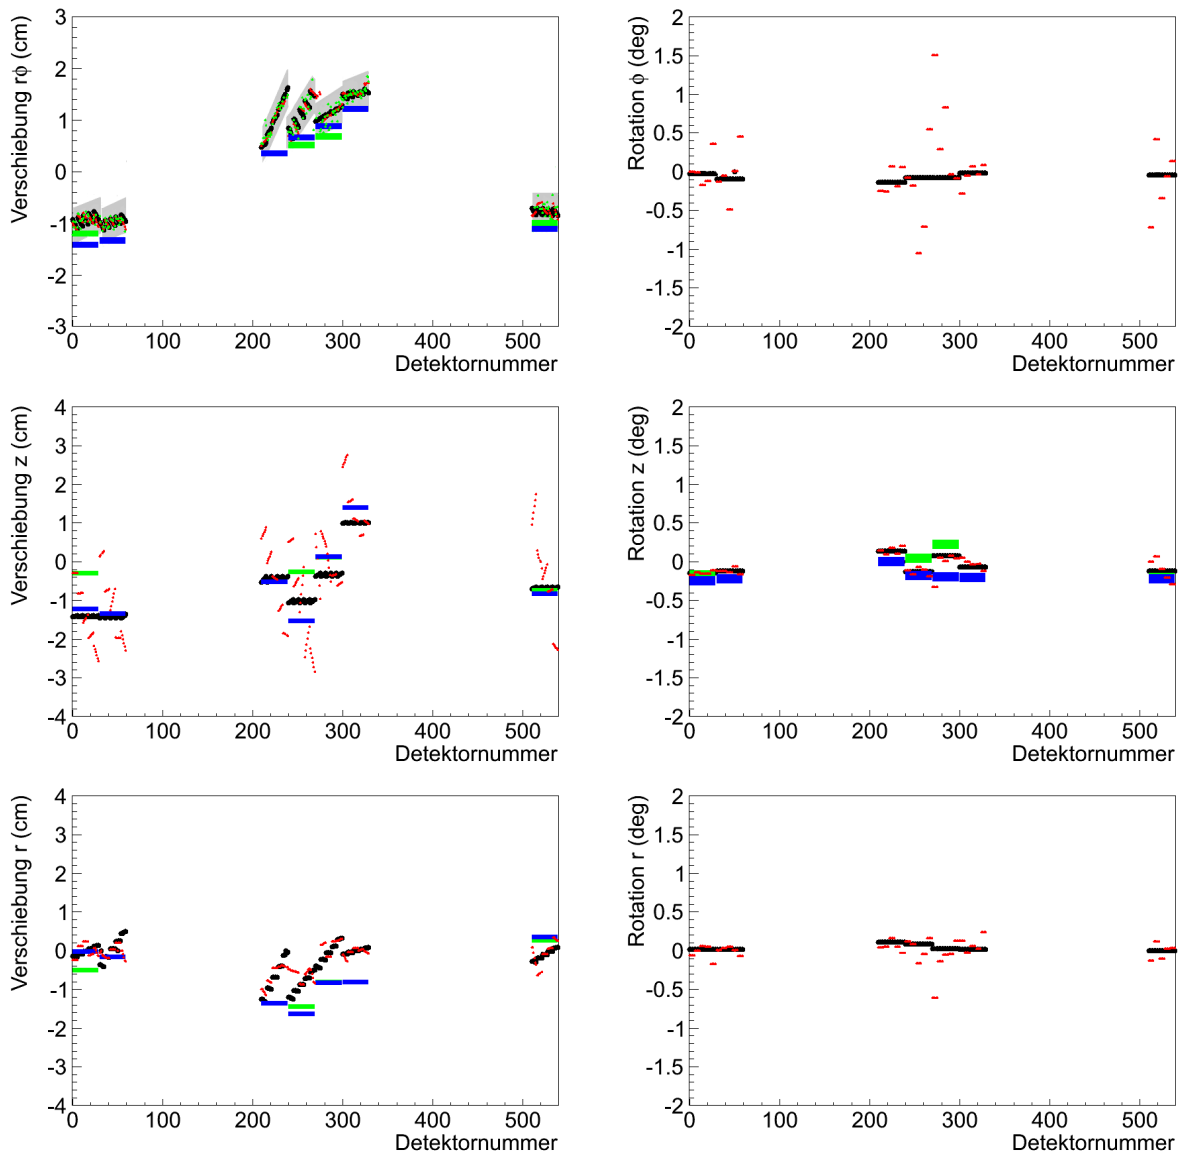 Verschiebung rϕ (cm)
3
2
1
0
-1
-2
-3
0 100 200 300 400 500
Detektornummer
Rotation ϕ (deg)
2
1.5
1
0.5
0
-0.5
-1
-1.5
-2
0 100 200 300 400 500
Detektornummer
Verschiebung z (cm)
4
3
2
1
0
-1
-2
-3
-4
0 100 200 300 400 500
Detektornummer
Rotation z (deg)
2
1.5
1
0.5
0
-0.5
-1
-1.5
-2
0 100 200 300 400 500
Detektornummer
Verschiebung r (cm)
4
3
2
1
0
-1
-2
-3
-4
0 100 200 300 400 500
Detektornummer
Rotation r (deg)
2
1.5
1
0.5
0
-0.5
-1
-1.5
-2
0 100 200 300 400 500
Detektornummer